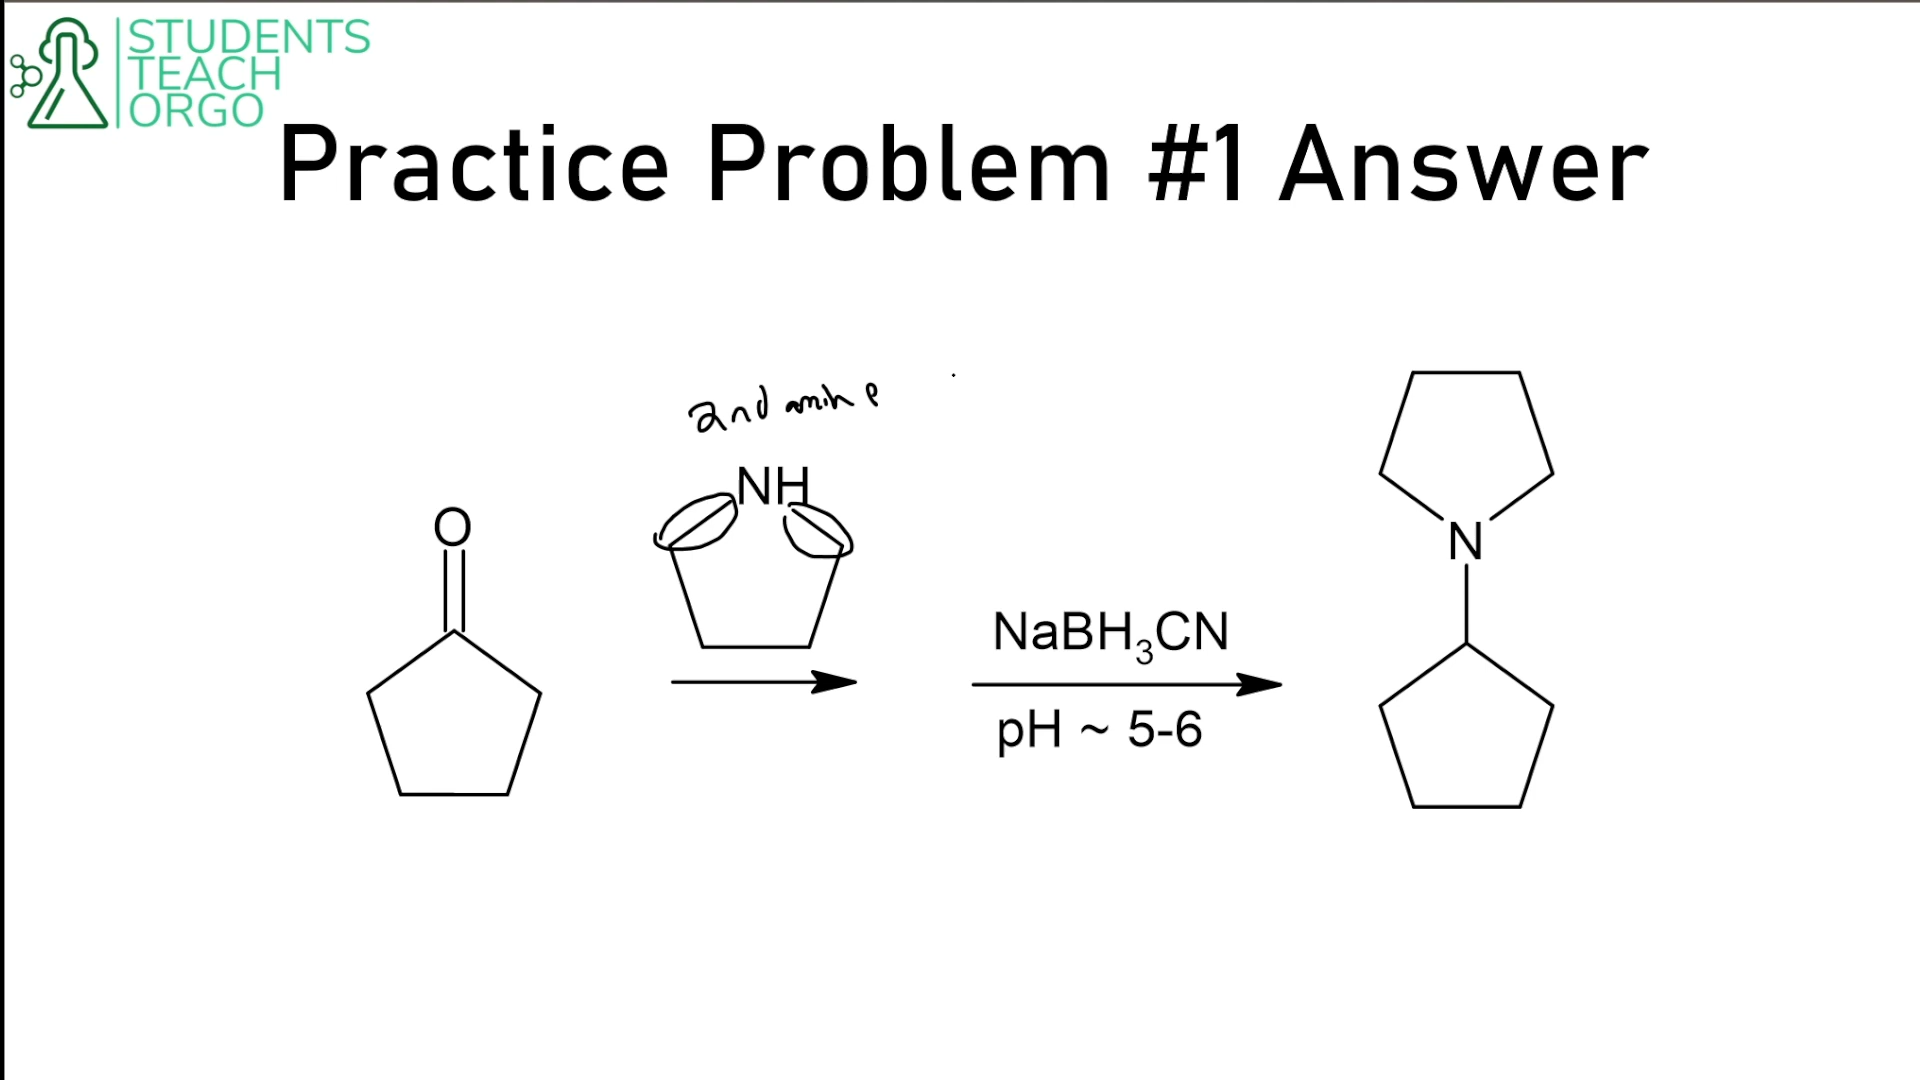 STUDENTS
TEACH
ORGO
Practice Problem #1 Answer
2nd amine
NH
O
NaBH₃CN
pH ~ 5-6
N